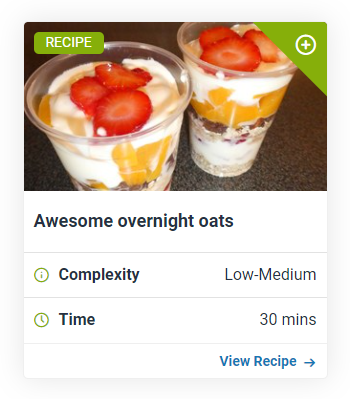 RECIPE
Awesome overnight oats
Complexity Low-Medium
Time 30 mins
View Recipe